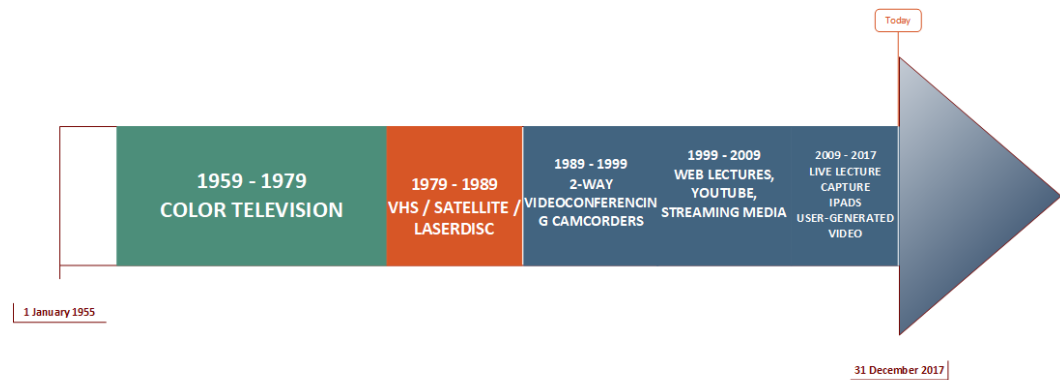 Today
1959 - 1979
COLOR TELEVISION
1979 - 1989
VHS / SATELLITE /
LASERDISC
1989 - 1999
2-WAY
VIDEOCONFERENCIN
G CAMCORDERS
1999 - 2009
WEB LECTURES,
YOUTUBE,
STREAMING MEDIA
2009 - 2017
LIVE LECTURE
CAPTURE
IPADS
USER-GENERATED
VIDEO
1 January 1955
31 December 2017